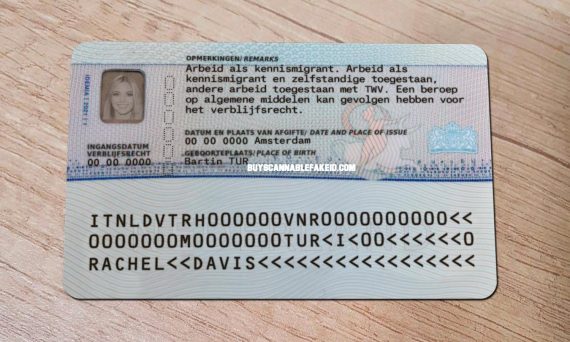 OPMERKINGEN/REMARKS
Arbeid als kennismigrant. Arbeid als
kennismigrant en zelfstandige toegestaan,
andere arbeid toegestaan met TWV. Een beroep
op algemene middelen kan gevolgen hebben voor
het verblijfsrecht.
IDEMIA | 2021 |
DATUM EN PLAATS VAN AFGIFTE/ DATE AND PLACE OF ISSUE
00 00 0000 Amsterdam
INGANGSDATUM
VERBLIJFSRECHT
00 00 0000
GEBOORTEPLAATS/PLACE OF BIRTH
Bartin TUR
BUYSCANNABLEFAKEID.COM
ITNLDVTRH000000VNR0000000000<<
0000000M0000000TUR<I<00<<<<<<0
RACHEL<<DAVIS<<<<<<<<<<<<<<<<<